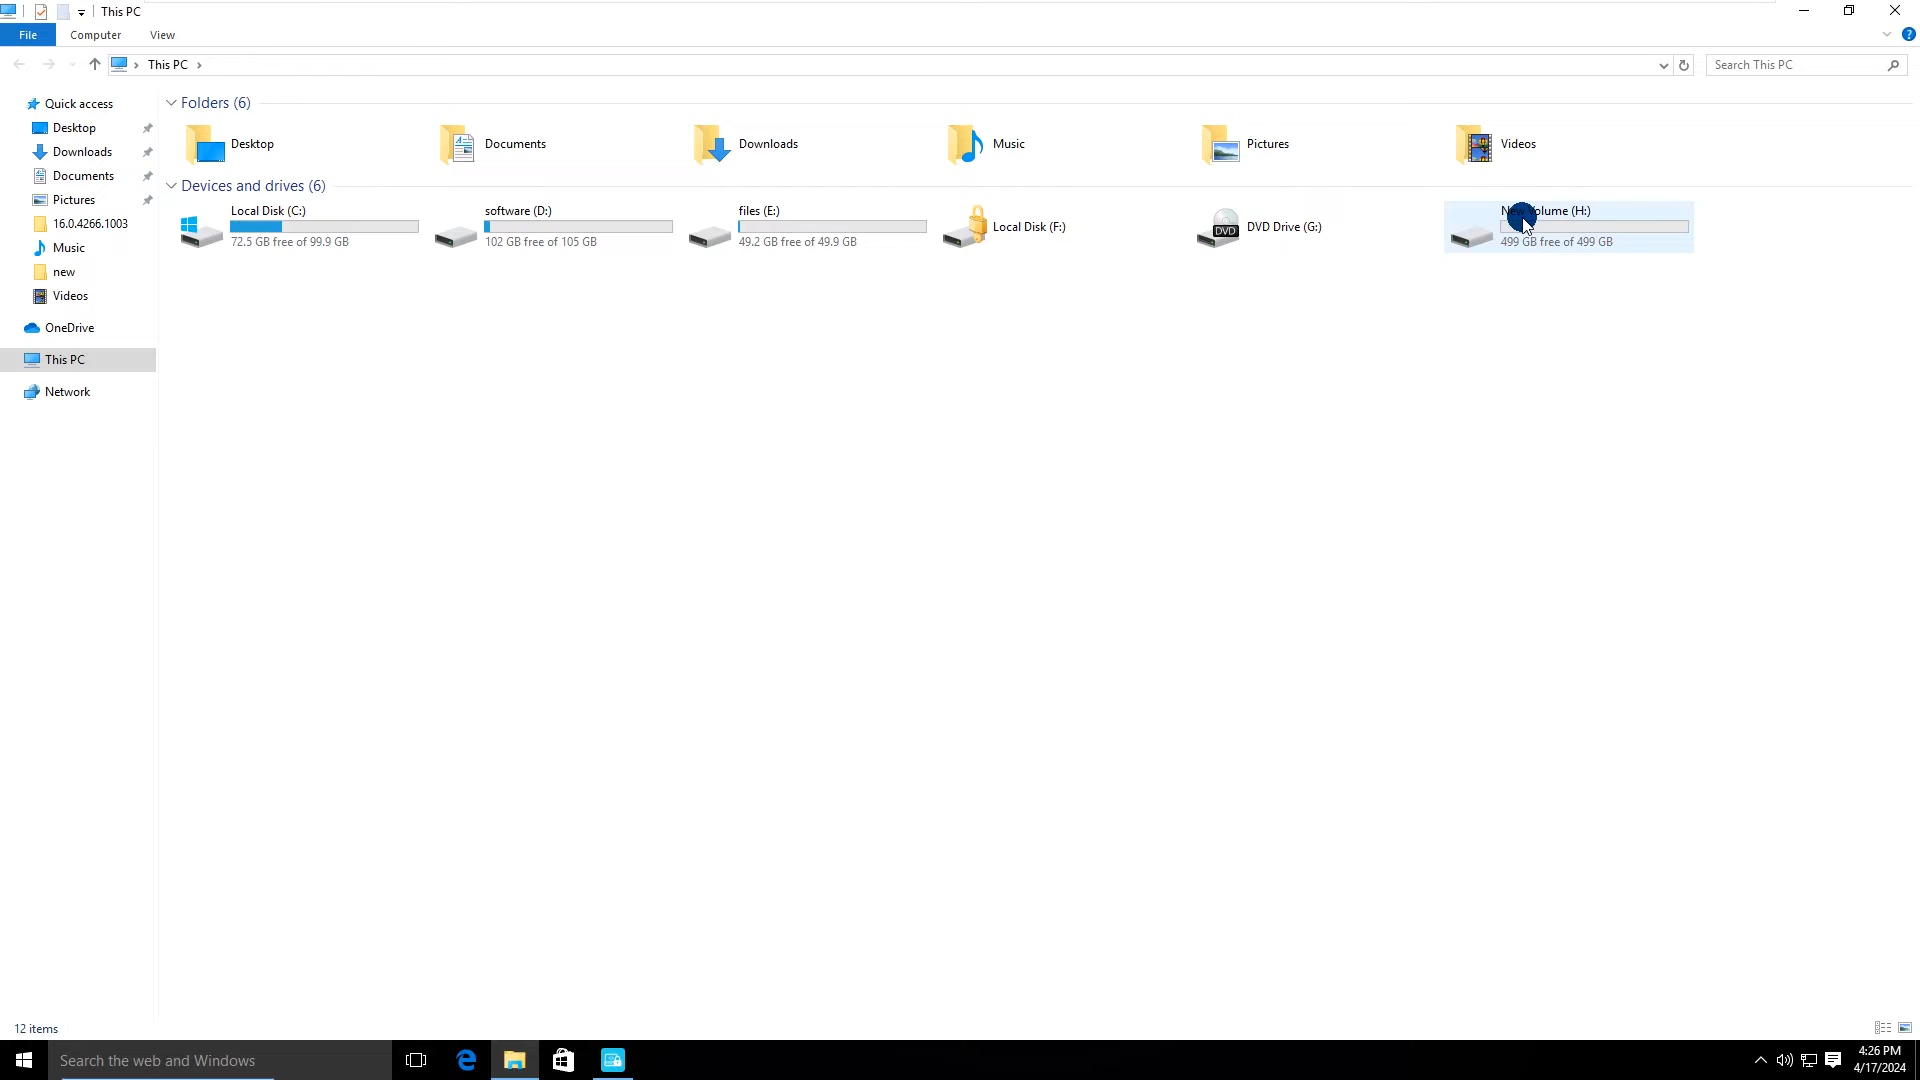 This PC
File Computer View
This PC
Search This PC
Quick access
Desktop
Downloads
Documents
Pictures
16.0.4266.1003
Music
new
Videos
OneDrive
This PC
Network
Folders (6)
Desktop
Documents
Downloads
Music
Pictures
Videos
Devices and drives (6)
Local Disk (C:)
72.5 GB free of 99.9 GB
software (D:)
102 GB free of 105 GB
files (E:)
49.2 GB free of 49.9 GB
Local Disk (F:)
DVD
DVD Drive (G:)
New Volume (H:)
499 GB free of 499 GB
12 items
Search the web and Windows
4:26 PM
4/17/2024